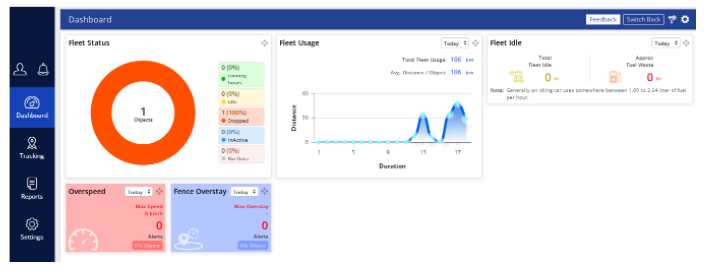 Dashboard
Feedback
Switch Back
Dashboard
Tracking
Reports
Settings
Fleet Status
1
Objects
0 (0%)
running
hours
0 (0%)
Idle
1 (100%)
Stopped
0 (0%)
InActive
0 (0%)
No Data
Fleet Usage
Today
Total Fleet Usage 106 km
Avg. Distance / Object 106 km
Distance
40
20
0
1 5 9 13 17
Duration
Fleet Idle
Today
Total
Fleet Idle
0
Approx
Fuel Waste
0
Note: Generally an idling car uses somewhere between 1.89 to 2.64 liter of fuel
per hour.
Overspeed
Today
Max Speed
0 km/h
0
Alerts
0% Object
Fence Overstay
Today
Max Overstay
-
0
Alerts
0% Object